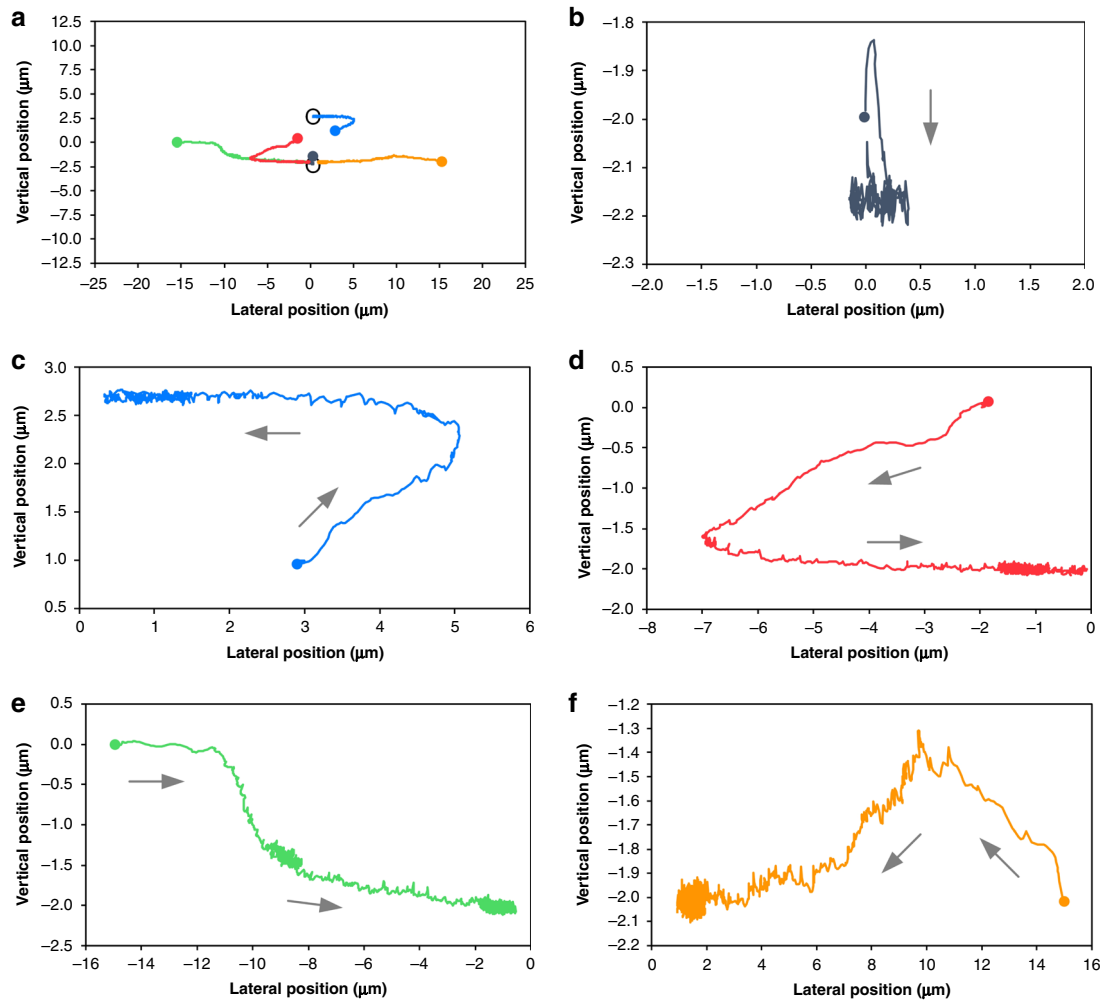 a
12.5
10.0
7.5
5.0
2.5
0.0
−2.5
−5.0
−7.5
−10.0
−12.5
Vertical position (μm)
−25 −20 −15 −10 −5 0 5 10 15 20 25
Lateral position (μm)
b
−1.8
−1.9
−2.0
−2.1
−2.2
−2.3
Vertical position (μm)
−2.0 −1.5 −1.0 −0.5 0.0 0.5 1.0 1.5 2.0
Lateral position (μm)
c
3.0
2.5
2.0
1.5
1.0
0.5
Vertical position (μm)
0 1 2 3 4 5 6
Lateral position (μm)
d
0.5
0.0
−0.5
−1.0
−1.5
−2.0
−2.0
Vertical position (μm)
−8 −7 −6 −5 −4 −3 −2 −1 0
Lateral position (μm)
e
0.5
0.0
−0.5
−1.0
−1.5
−2.0
−2.5
Vertical position (μm)
−16 −14 −12 −10 −8 −6 −4 −2 0
Lateral position (μm)
f
−1.2
−1.3
−1.4
−1.5
−1.6
−1.7
−1.8
−1.9
−2.0
−2.1
−2.2
Vertical position (μm)
0 2 4 6 8 10 12 14 16
Lateral position (μm)